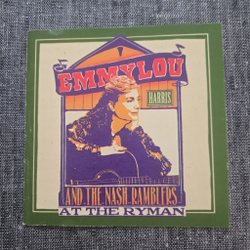 EMMYLOU
HARRIS
AND THE NASH RAMBLERS
AT THE RYMAN